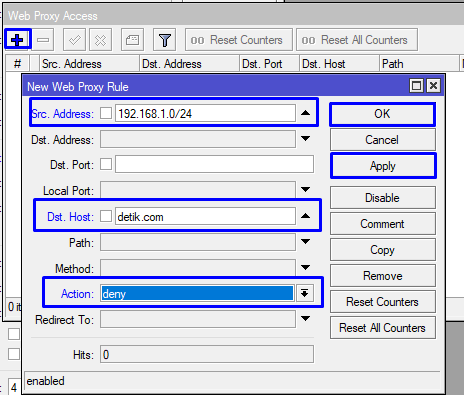 Web Proxy Access
Reset Counters
Reset All Counters
# Src. Address Dst. Address Dst. Port Dst. Host Path
New Web Proxy Rule
Src. Address: 192.168.1.0/24
Dst. Address:
Dst. Port:
Local Port:
Dst. Host: detik.com
Path:
Method:
Action: deny
Redirect To:
Hits: 0
enabled
OK
Cancel
Apply
Disable
Comment
Copy
Remove
Reset Counters
Reset All Counters
0 it
4